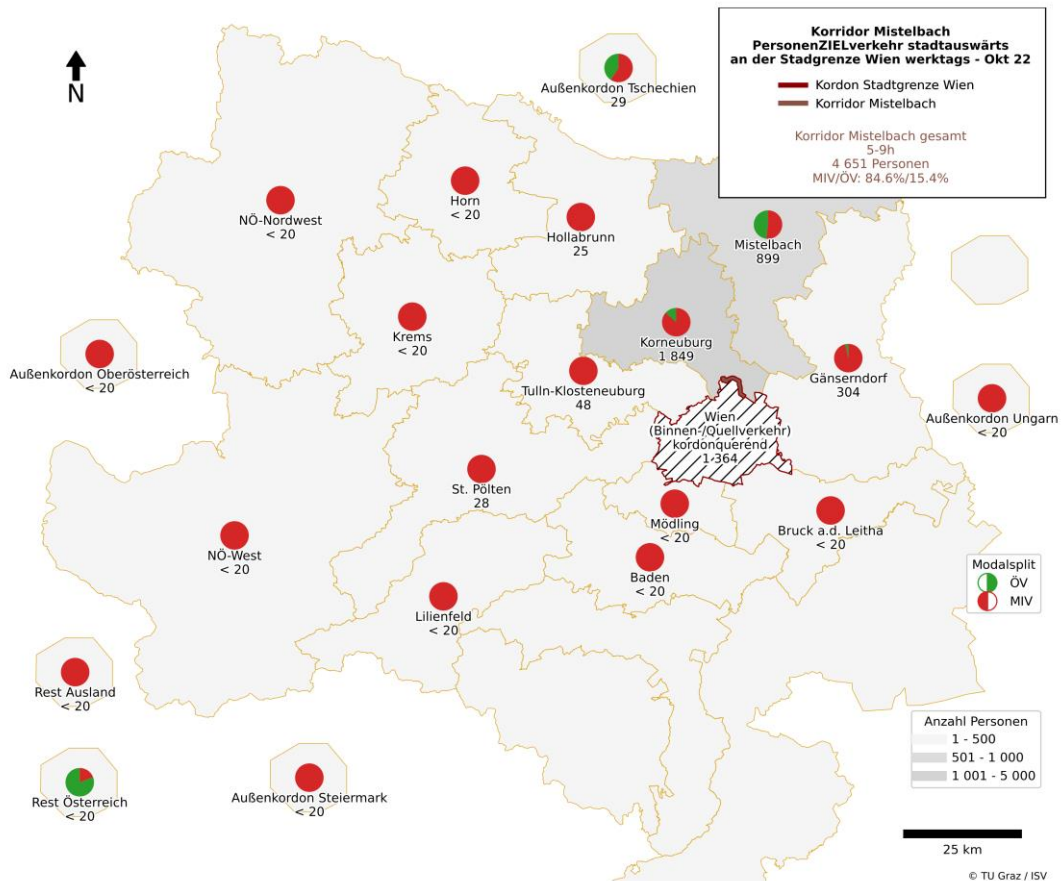 Korridor Mistelbach
PersonenZIELverkehr stadtauswärts
an der Stadgrenze Wien werktags - Okt 22
Kordon Stadtgrenze Wien
Korridor Mistelbach
Korridor Mistelbach gesamt
5-9h
4 651 Personen
MIV/ÖV: 84.6%/15.4%
N
Außenkordon Tschechien
29
Horn
< 20
NÖ-Nordwest
< 20
Hollabrunn
25
Mistelbach
899
Krems
< 20
Korneuburg
1 849
Außenkordon Oberösterreich
< 20
Tulln-Klosteneuburg
48
Gänserndorf
304
Außenkordon Ungarn
< 20
Wien
(Binnen-/Quellverkehr)
kordonquerend
1 364
St. Pölten
28
Mödling
< 20
Bruck a.d. Leitha
< 20
NÖ-West
< 20
Baden
< 20
Lilienfeld
< 20
Modalsplit
ÖV
MIV
Rest Ausland
< 20
Anzahl Personen
1 - 500
501 - 1 000
1 001 - 5 000
Rest Österreich
< 20
Außenkordon Steiermark
< 20
25 km
© TU Graz / ISV